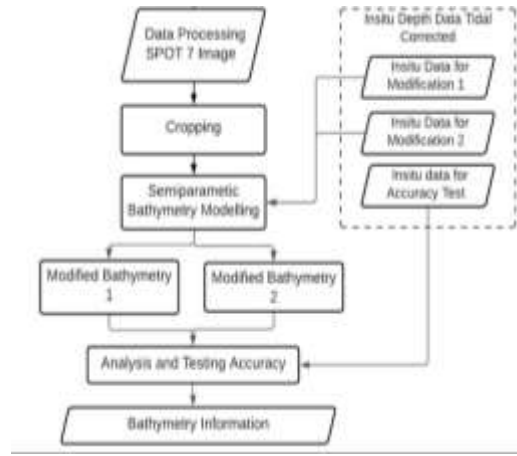 Data Processing
SPOT 7 Image
Cropping
Semiparametic
Bathymetry Modelling
Modified Bathymetry
1
Modified Bathymetry
2
Analysis and Testing Accuracy
Bathymetry Information
Insitu Depth Data Tidal
Corrected
Insitu Data for
Modification 1
Insitu Data for
Modification 2
Insitu data for
Accuracy Test